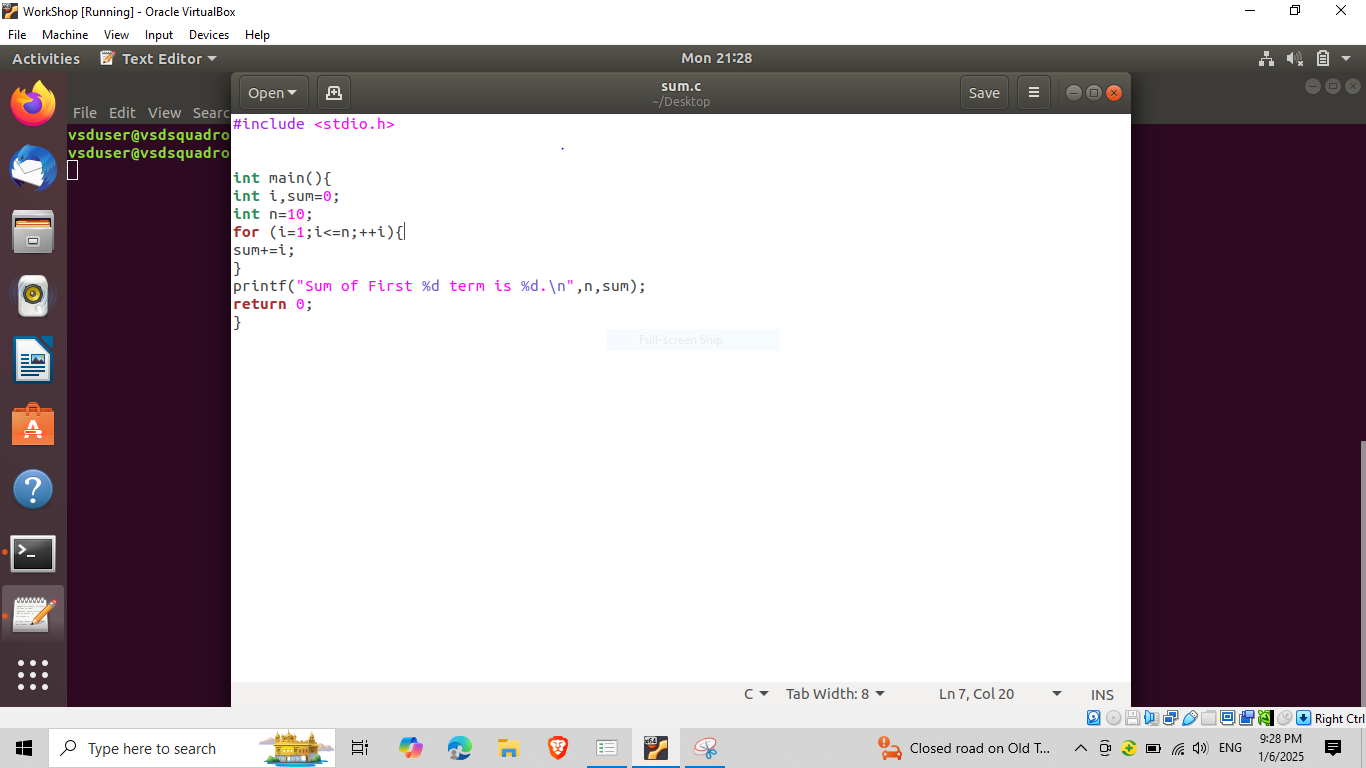 WorkShop [Running] - Oracle VirtualBox
File Machine View Input Devices Help
Activities Text Editor Mon 21:28
Open sum.c Save
~/Desktop
File Edit View Searc
vsduser@vsdsquadro
vsduser@vsdsquadro
#include <stdio.h>
int main(){
int i,sum=0;
int n=10;
for (i=1;i<=n;++i){
sum+=i;
}
printf("Sum of First %d term is %d.\n",n,sum);
return 0;
}
Full-screen Snip
C Tab Width: 8 Ln 7, Col 20 INS
Right Ctrl
Type here to search
x64
Closed road on Old T...
ENG
9:28 PM
1/6/2025